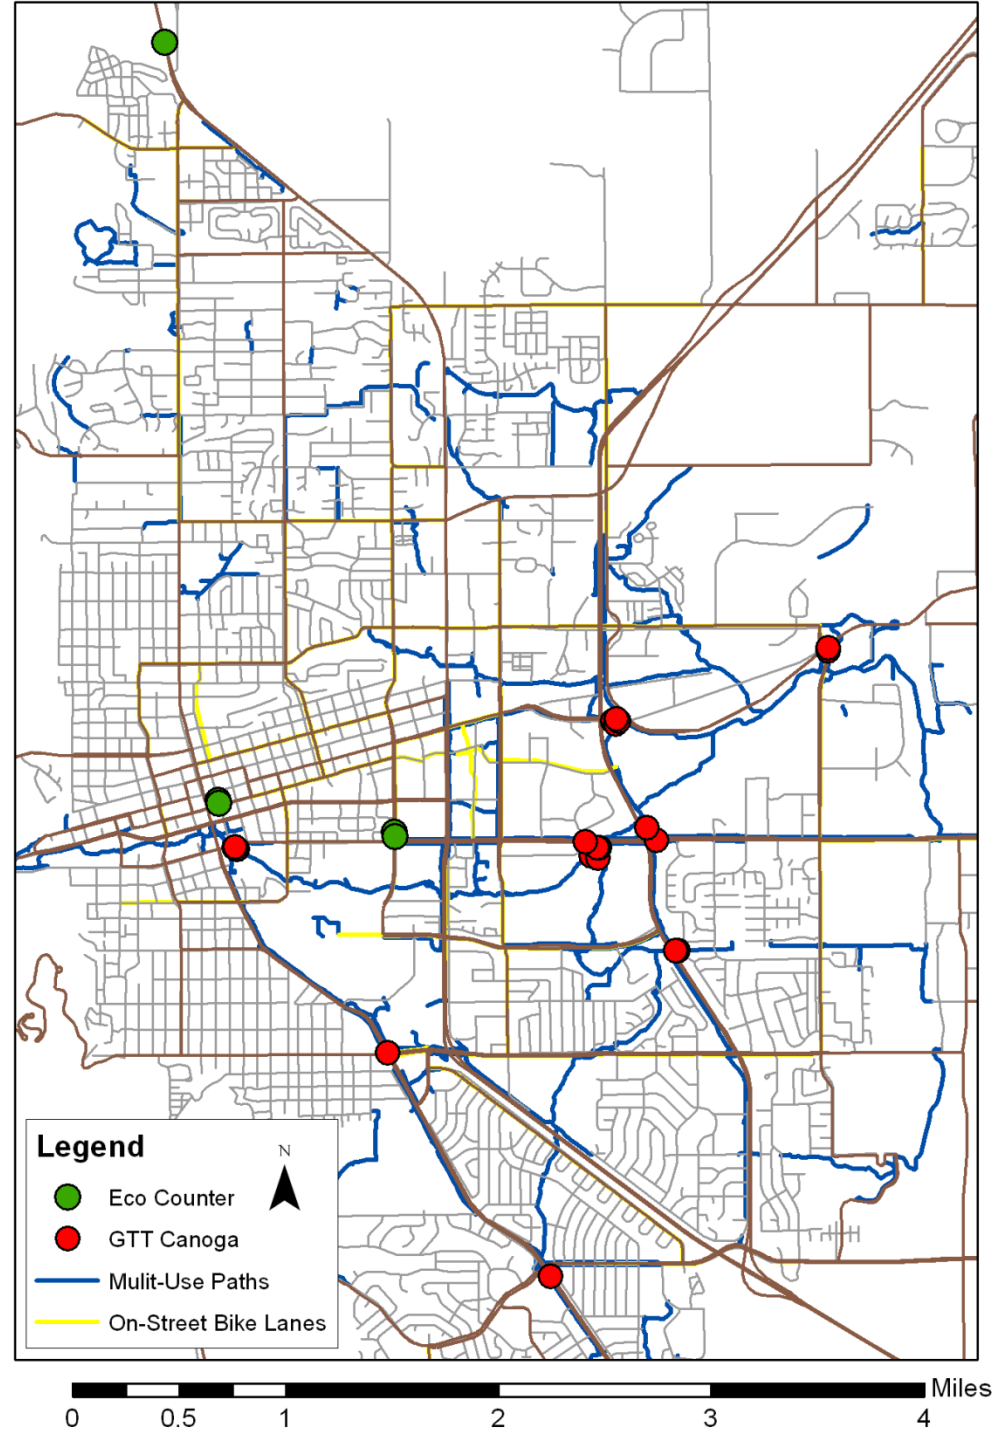 Legend
N
Eco Counter
GTT Canoga
Mulit-Use Paths
On-Street Bike Lanes
Miles
0 0.5 1 2 3 4